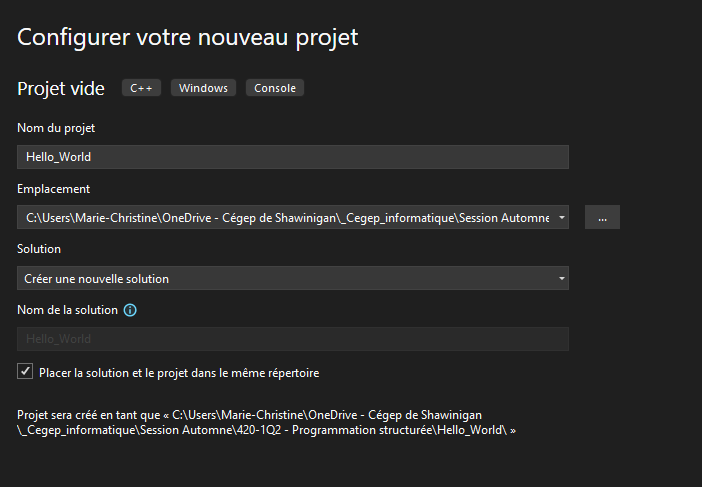 Configurer votre nouveau projet
Projet vide C++ Windows Console
Nom du projet
Hello_World
Emplacement
C:\Users\Marie-Christine\OneDrive - Cégep de Shawinigan\_Cegep_informatique\Session Automne ...
Solution
Créer une nouvelle solution
Nom de la solution
Hello_World
Placer la solution et le projet dans le même répertoire
Projet sera créé en tant que « C:\Users\Marie-Christine\OneDrive - Cégep de Shawinigan
\_Cegep_informatique\Session Automne\420-1Q2 - Programmation structurée\Hello_World\ »